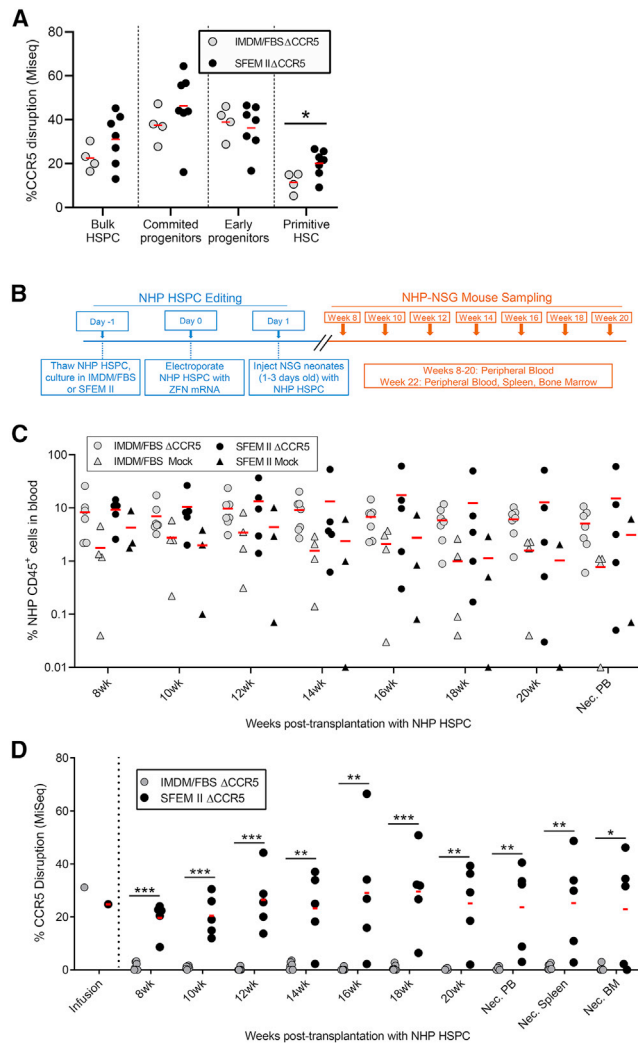 A
%CCR5 disruption (Miseq)
80
60
40
20
0
IMDM/FBS ΔCCR5
SFEM II ΔCCR5
*
Bulk
HSPC
Commited
progenitors
Early
progenitors
Primitive
HSC
B
NHP HSPC Editing
NHP-NSG Mouse Sampling
Day -1
Day 0
Day 1
Week 8
Week 10
Week 12
Week 14
Week 16
Week 18
Week 20
Thaw NHP HSPC,
culture in IMDM/FBS
or SFEM II
Electroporate
NHP HSPC with
ZFN mRNA
Inject NSG neonates
(1-3 days old) with
NHP HSPC
Weeks 8-20: Peripheral Blood
Week 22: Peripheral Blood, Spleen, Bone Marrow
C
IMDM/FBS ΔCCR5
SFEM II ΔCCR5
IMDM/FBS Mock
SFEM II Mock
% NHP CD45⁺ cells in blood
100
10
1
0.1
0.01
8wk
10wk
12wk
14wk
16wk
18wk
20wk
Nec. PB
Weeks post-transplantation with NHP HSPC
D
% CCR5 Disruption (MiSeq)
80
60
40
20
0
IMDM/FBS ΔCCR5
SFEM II ΔCCR5
***
***
***
**
**
***
**
**
**
*
Infusion
8wk
10wk
12wk
14wk
16wk
18wk
20wk
Nec. PB
Nec. Spleen
Nec. BM
Weeks post-transplantation with NHP HSPC